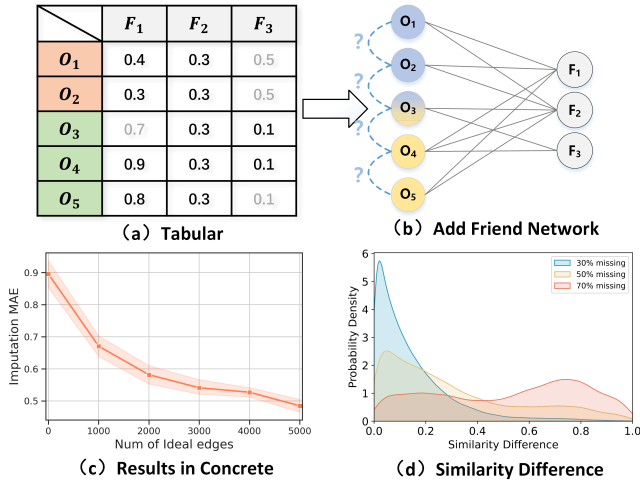 F₁ F₂ F₃
O₁ 0.4 0.3 0.5
O₂ 0.3 0.3 0.5
O₃ 0.7 0.3 0.1
O₄ 0.9 0.3 0.1
O₅ 0.8 0.3 0.1
(a) Tabular
?
?
?
?
O₁
O₂
O₃
O₄
O₅
F₁
F₂
F₃
(b) Add Friend Network
Imputation MAE
0.9
0.8
0.7
0.6
0.5
0 1000 2000 3000 4000 5000
Num of Ideal edges
(c) Results in Concrete
Probability Density
6
5
4
3
2
1
0
30% missing
50% missing
70% missing
0.0 0.2 0.4 0.6 0.8 1.0
Similarity Difference
(d) Similarity Difference